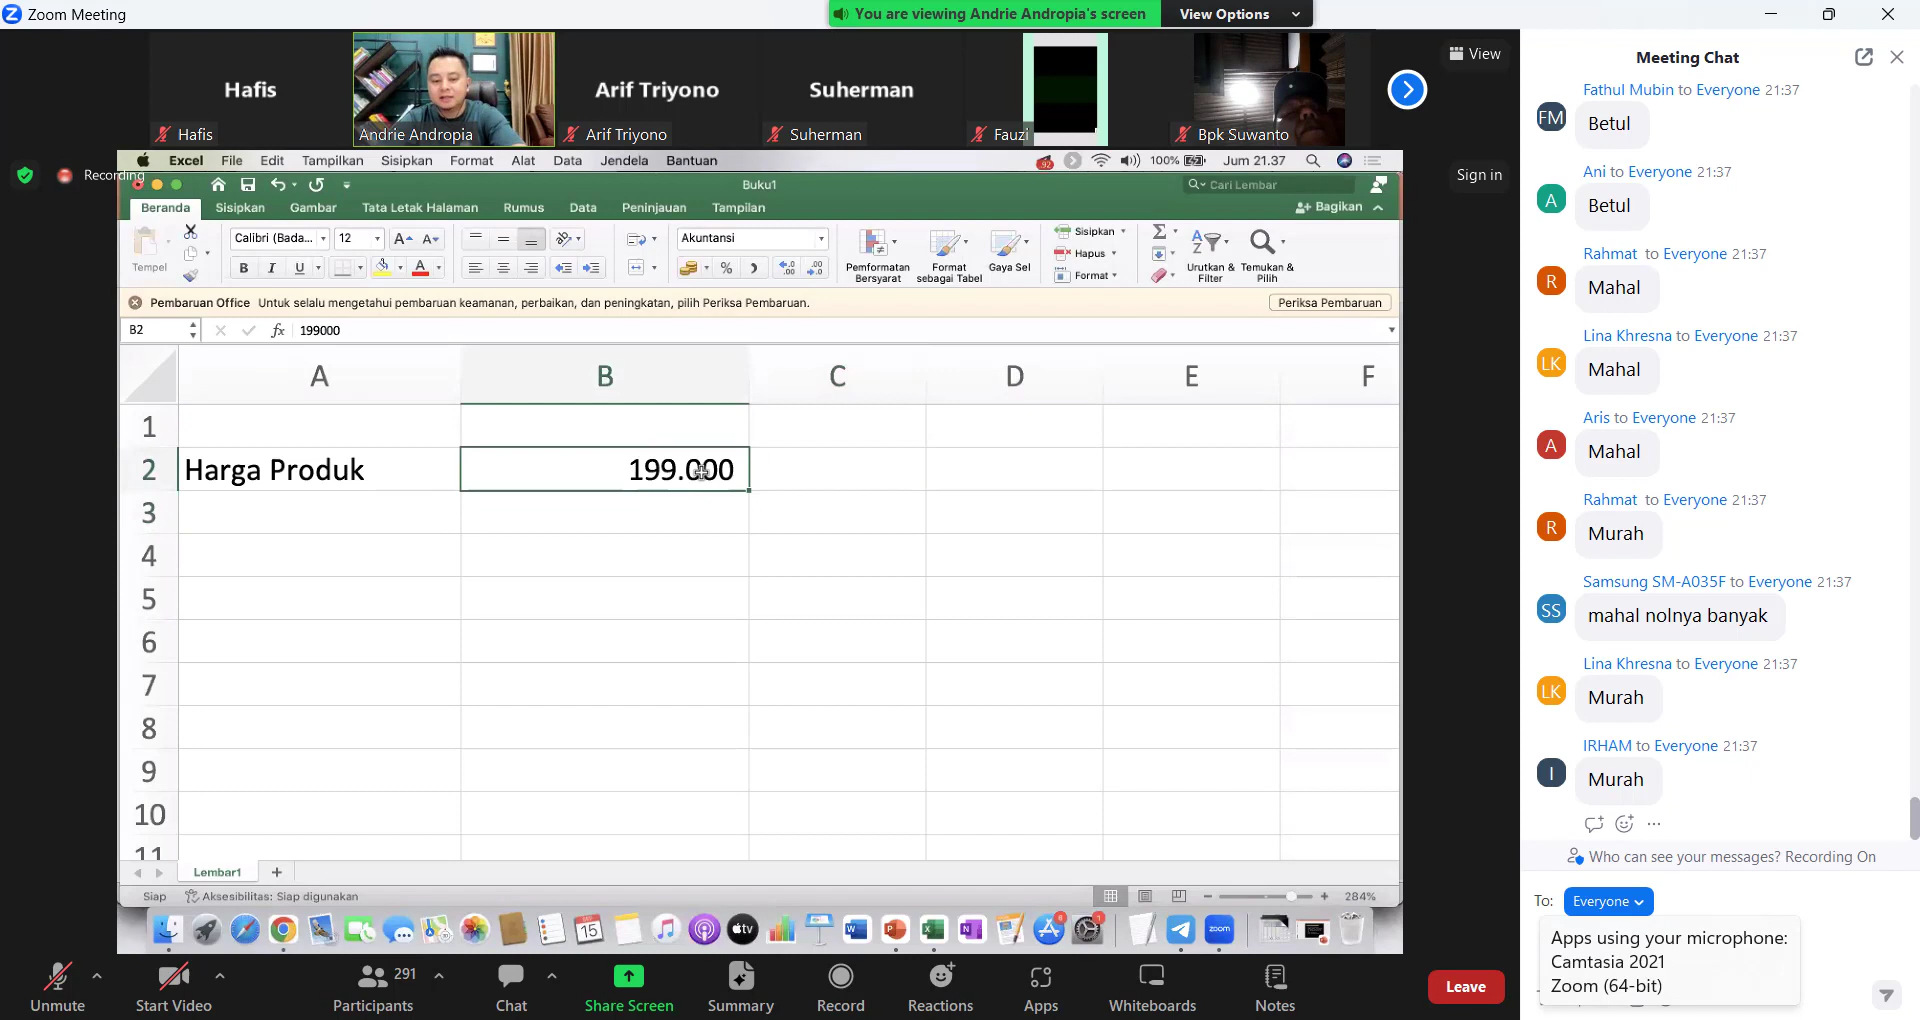 Zoom Meeting
You are viewing Andrie Andropia's screen
View Options
Hafis
Hafis
Andrie Andropia
Arif Triyono
Arif Triyono
Suherman
Suherman
Fauzi
Bpk Suwanto
View
Recording
Sign in
Excel File Edit Tampilkan Sisipkan Format Alat Data Jendela Bantuan
100% Jum 21.37
Buku1
Cari Lembar
Beranda Sisipkan Gambar Tata Letak Halaman Rumus Data Peninjauan Tampilan
Bagikan
Tempel
Calibri (Bada... 12
B I U
Akuntansi
Pemformatan Bersyarat
Format sebagai Tabel
Gaya Sel
Sisipkan
Hapus
Format
Urutkan & Filter
Temukan & Pilih
Pembaruan Office Untuk selalu mengetahui pembaruan keamanan, perbaikan, dan peningkatan, pilih Periksa Pembaruan.
Periksa Pembaruan
B2 fx 199000
A B C D E F
1
2 Harga Produk 199.000
3
4
5
6
7
8
9
10
11
Lembar1
Siap Aksesibilitas: Siap digunakan
284%
Unmute
Start Video
291
Participants
Chat
Share Screen
Summary
Record
Reactions
Apps
Whiteboards
Notes
Leave
Meeting Chat
Fathul Mubin to Everyone 21:37
FM
Betul
Ani to Everyone 21:37
A
Betul
Rahmat to Everyone 21:37
R
Mahal
Lina Khresna to Everyone 21:37
LK
Mahal
Aris to Everyone 21:37
A
Mahal
Rahmat to Everyone 21:37
R
Murah
Samsung SM-A035F to Everyone 21:37
SS
mahal nolnya banyak
Lina Khresna to Everyone 21:37
LK
Murah
IRHAM to Everyone 21:37
I
Murah
Who can see your messages? Recording On
To: Everyone
Apps using your microphone:
Camtasia 2021
Zoom (64-bit)